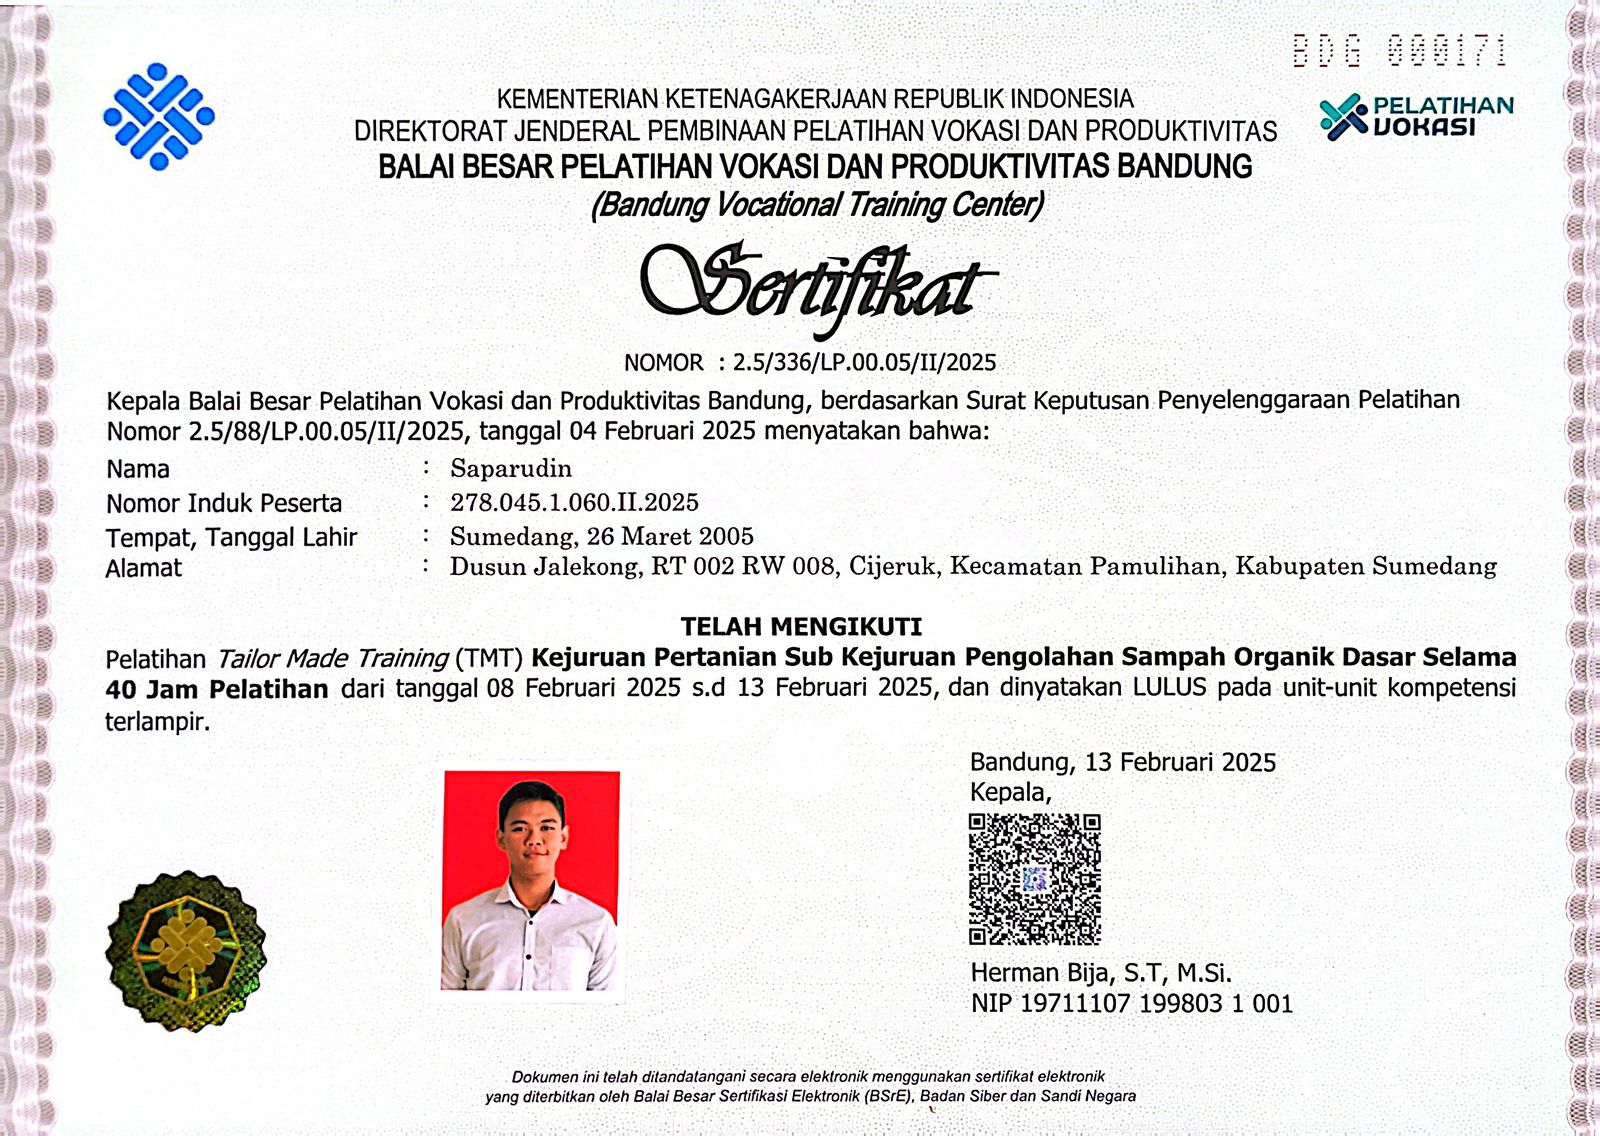 BDG 000171
PELATIHAN
VOKASI
KEMENTERIAN KETENAGAKERJAAN REPUBLIK INDONESIA
DIREKTORAT JENDERAL PEMBINAAN PELATIHAN VOKASI DAN PRODUKTIVITAS
BALAI BESAR PELATIHAN VOKASI DAN PRODUKTIVITAS BANDUNG
(Bandung Vocational Training Center)
Sertifikat
NOMOR : 2.5/336/LP.00.05/II/2025
Kepala Balai Besar Pelatihan Vokasi dan Produktivitas Bandung, berdasarkan Surat Keputusan Penyelenggaraan Pelatihan
Nomor 2.5/88/LP.00.05/II/2025, tanggal 04 Februari 2025 menyatakan bahwa:
Nama : Saparudin
Nomor Induk Peserta : 278.045.1.060.II.2025
Tempat, Tanggal Lahir : Sumedang, 26 Maret 2005
Alamat : Dusun Jalekong, RT 002 RW 008, Cijeruk, Kecamatan Pamulihan, Kabupaten Sumedang
TELAH MENGIKUTI
Pelatihan Tailor Made Training (TMT) Kejuruan Pertanian Sub Kejuruan Pengolahan Sampah Organik Dasar Selama
40 Jam Pelatihan dari tanggal 08 Februari 2025 s.d 13 Februari 2025, dan dinyatakan LULUS pada unit-unit kompetensi
terlampir.
Bandung, 13 Februari 2025
Kepala,
Herman Bija, S.T, M.Si.
NIP 19711107 199803 1 001
Dokumen ini telah ditandatangani secara elektronik menggunakan sertifikat elektronik
yang diterbitkan oleh Balai Besar Sertifikasi Elektronik (BSrE), Badan Siber dan Sandi Negara